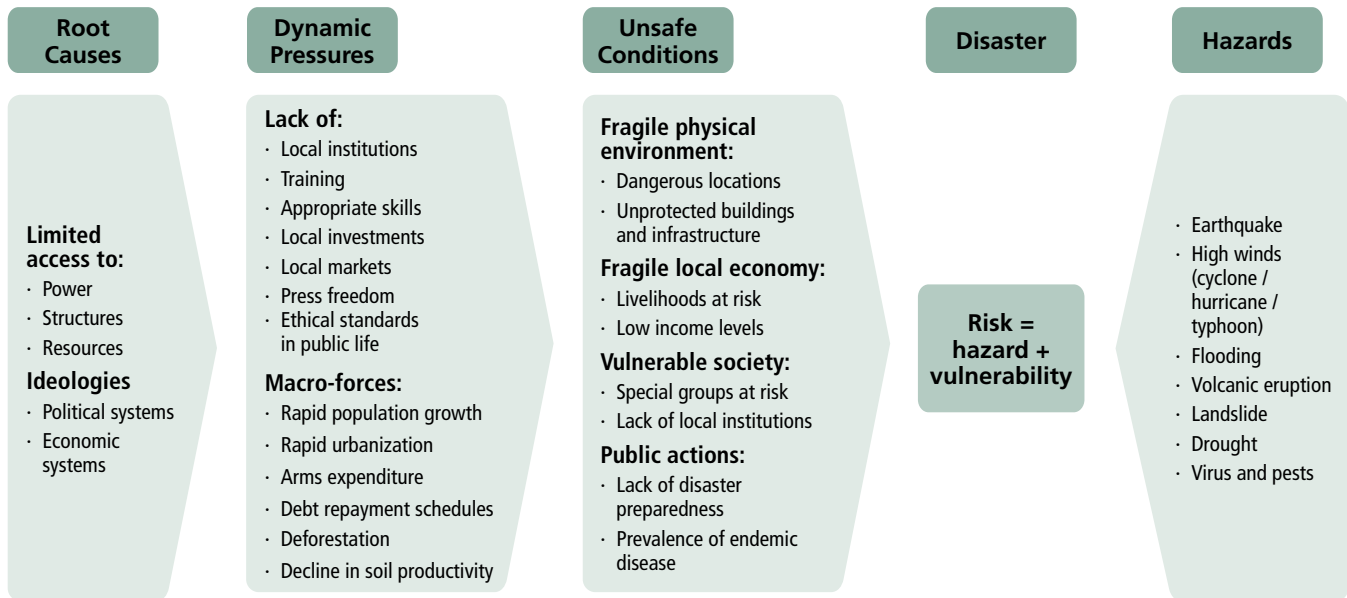 Root
Causes
Dynamic
Pressures
Unsafe
Conditions
Disaster
Hazards
Limited
access to:
· Power
· Structures
· Resources
Ideologies
· Political systems
· Economic
systems
Lack of:
· Local institutions
· Training
· Appropriate skills
· Local investments
· Local markets
· Press freedom
· Ethical standards
in public life
Macro-forces:
· Rapid population growth
· Rapid urbanization
· Arms expenditure
· Debt repayment schedules
· Deforestation
· Decline in soil productivity
Fragile physical
environment:
· Dangerous locations
· Unprotected buildings
and infrastructure
Fragile local economy:
· Livelihoods at risk
· Low income levels
Vulnerable society:
· Special groups at risk
· Lack of local institutions
Public actions:
· Lack of disaster
preparedness
· Prevalence of endemic
disease
Risk =
hazard +
vulnerability
· Earthquake
· High winds
(cyclone /
hurricane /
typhoon)
· Flooding
· Volcanic eruption
· Landslide
· Drought
· Virus and pests